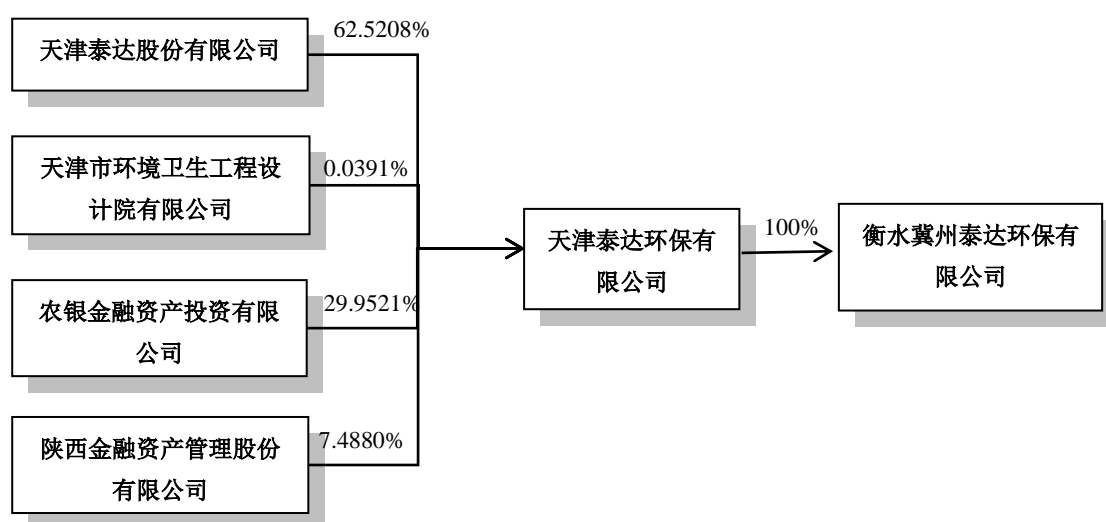 天津泰达股份有限公司
62.5208%
天津市环境卫生工程设
计院有限公司
0.0391%
农银金融资产投资有限
公司
29.9521%
陕西金融资产管理股份
有限公司
7.4880%
天津泰达环保有
限公司
100%
衡水冀州泰达环保有
限公司